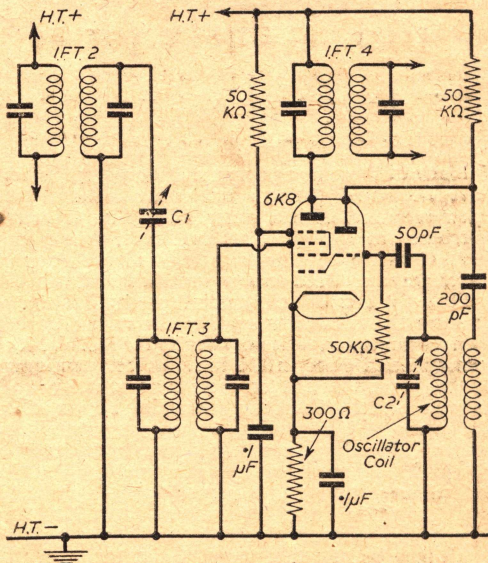 H.T.+
H.T.+
I.F.T. 2
I.F.T. 4
50
KΩ
50
KΩ
6K8
C1
50pF
200
pF
I.F.T. 3
50KΩ
300Ω
C2
·1
μF
Oscillator
Coil
·1μF
H.T.-